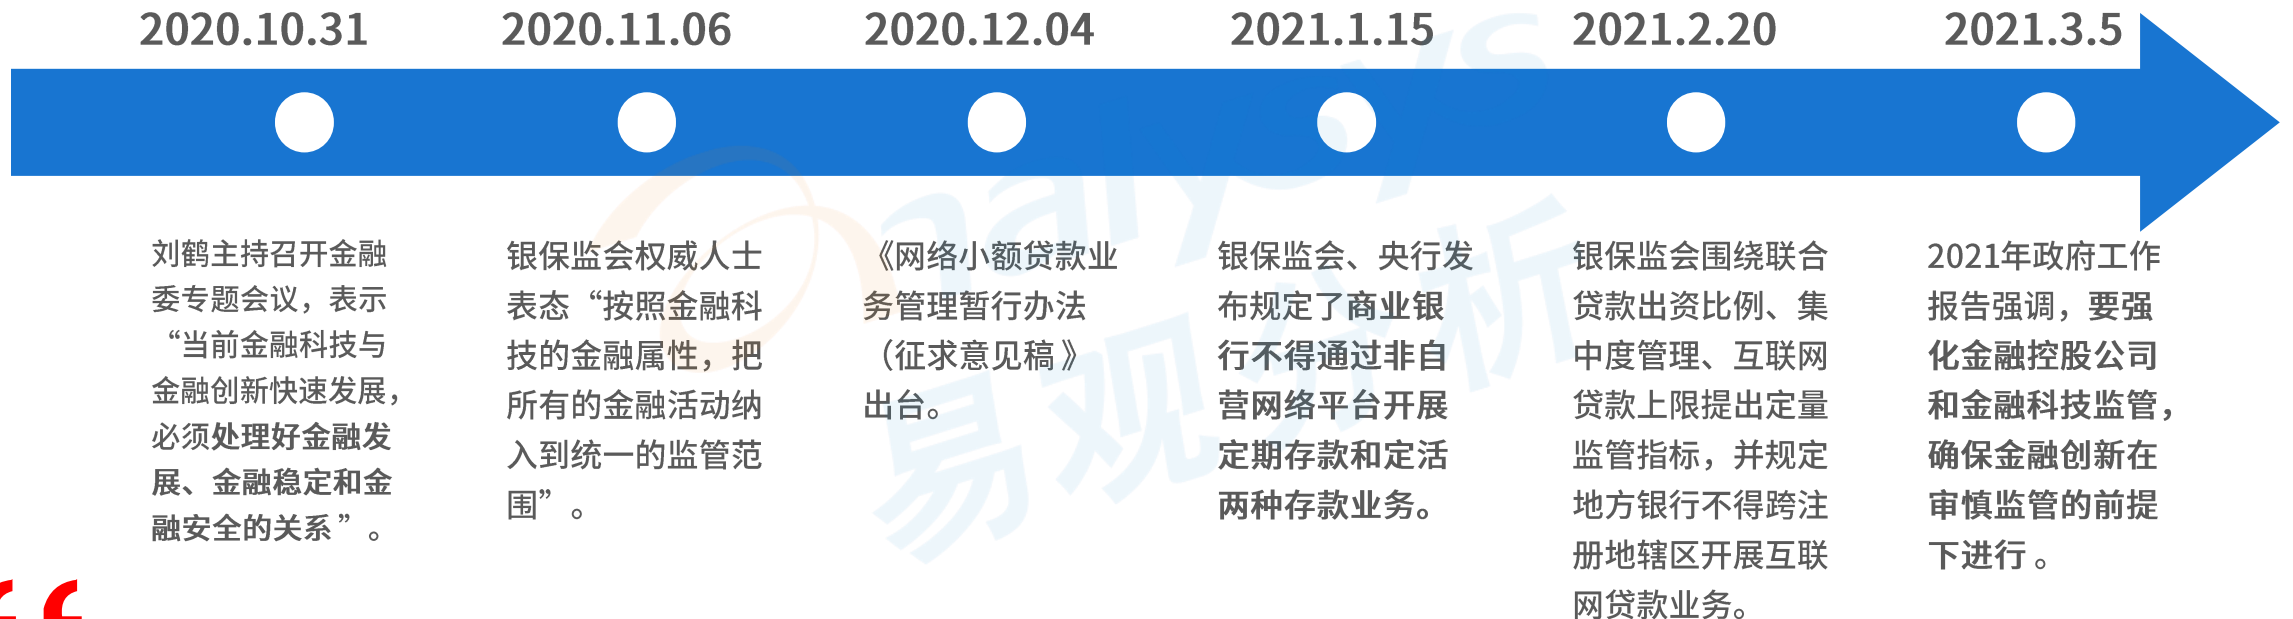 2020.10.31
刘鹤主持召开金融
委专题会议，表示
“当前金融科技与
金融创新快速发展，
必须处理好金融发
展、金融稳定和金
融安全的关系 ”。
2020.11.06
银保监会权威人士
表态“按照金融科
技的金融属性，把
所有的金融活动纳
入到统一的监管范
围”。
2020.12.04
《网络小额贷款业
务管理暂行办法
（征求意见稿 》
出台。
2021.1.15
银保监会、央行发
布规定了商业银
行不得通过非自
营网络平台开展
定期存款和定活
两种存款业务。
2021.2.20
银保监会围绕联合
贷款出资比例、集
中度管理、互联网
贷款上限提出定量
监管指标，并规定
地方银行不得跨注
册地辖区开展互联
网贷款业务。
2021.3.5
2021年政府工作
报告强调，要强
化金融控股公司
和金融科技监管，
确保金融创新在
审慎监管的前提
下进行 。
analysys
易观分析